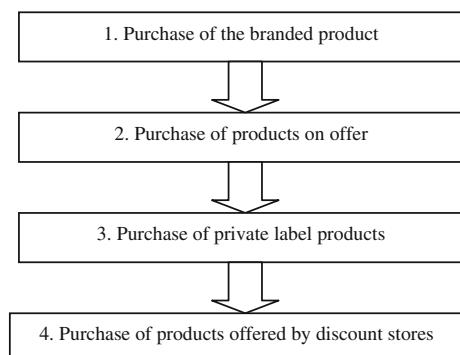 1. Purchase of the branded product
2. Purchase of products on offer
3. Purchase of private label products
4. Purchase of products offered by discount stores